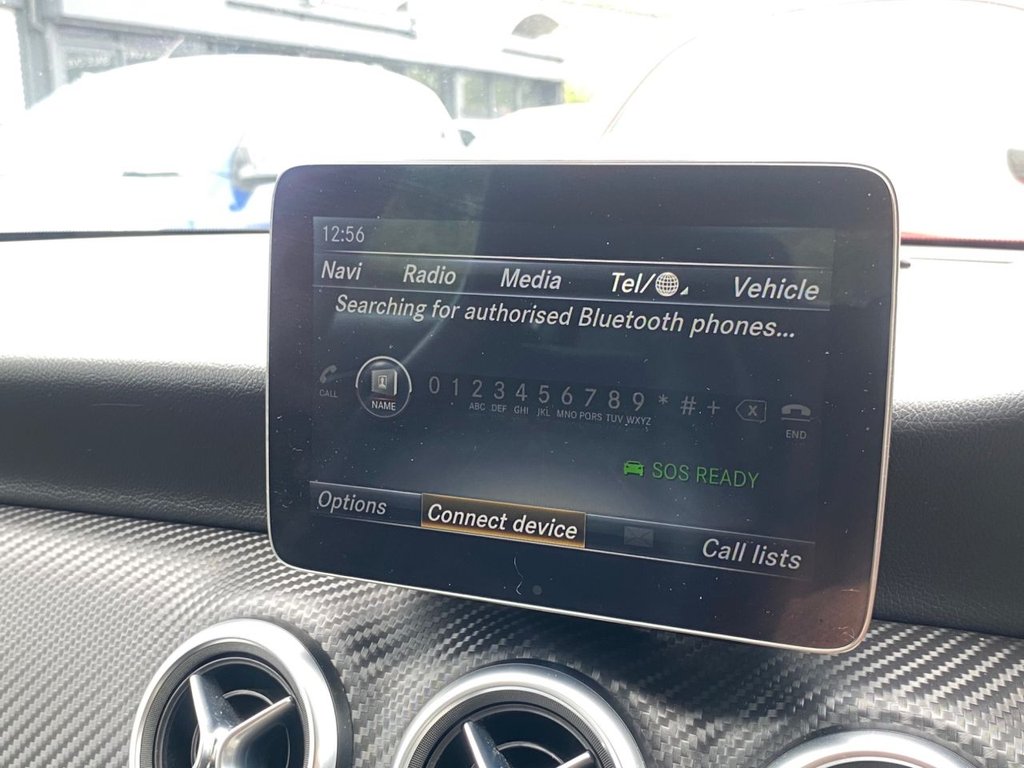 12:56
Navi Radio Media Tel/ Vehicle
Searching for authorised Bluetooth phones...
CALL NAME 0 1 2 3 4 5 6 7 8 9 * # + X END
ABC DEF GHI JKL MNO PQRS TUV WXYZ
SOS READY
Options Connect device Call lists